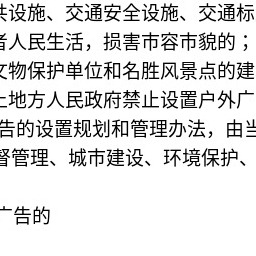 共设施、交通安全设施、交通标
者人民生活，损害市容市貌的；
文物保护单位和名胜风景点的建
上地方人民政府禁止设置户外广
告的设置规划和管理办法，由当
督管理、城市建设、环境保护、
广告的